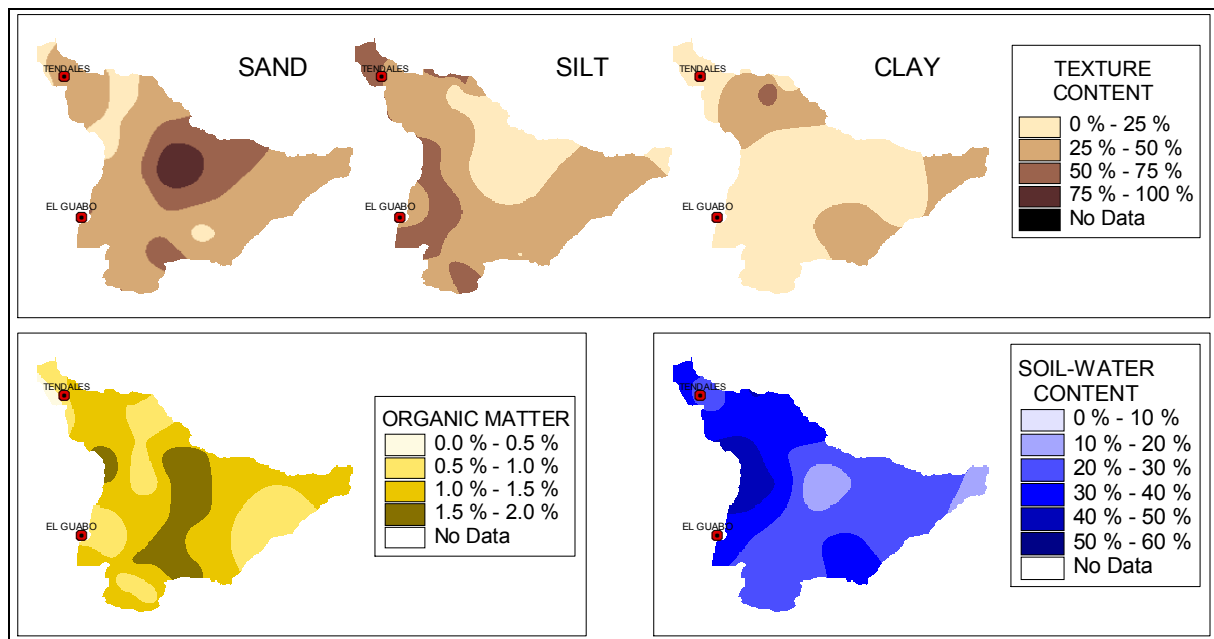 SAND
SILT
CLAY
TENDALES
TENDALES
TENDALES
EL GUABO
EL GUABO
EL GUABO
TEXTURE
CONTENT
0 % - 25 %
25 % - 50 %
50 % - 75 %
75 % - 100 %
No Data
TENDALES
EL GUABO
ORGANIC MATTER
0.0 % - 0.5 %
0.5 % - 1.0 %
1.0 % - 1.5 %
1.5 % - 2.0 %
No Data
TENDALES
EL GUABO
SOIL-WATER
CONTENT
0 % - 10 %
10 % - 20 %
20 % - 30 %
30 % - 40 %
40 % - 50 %
50 % - 60 %
No Data